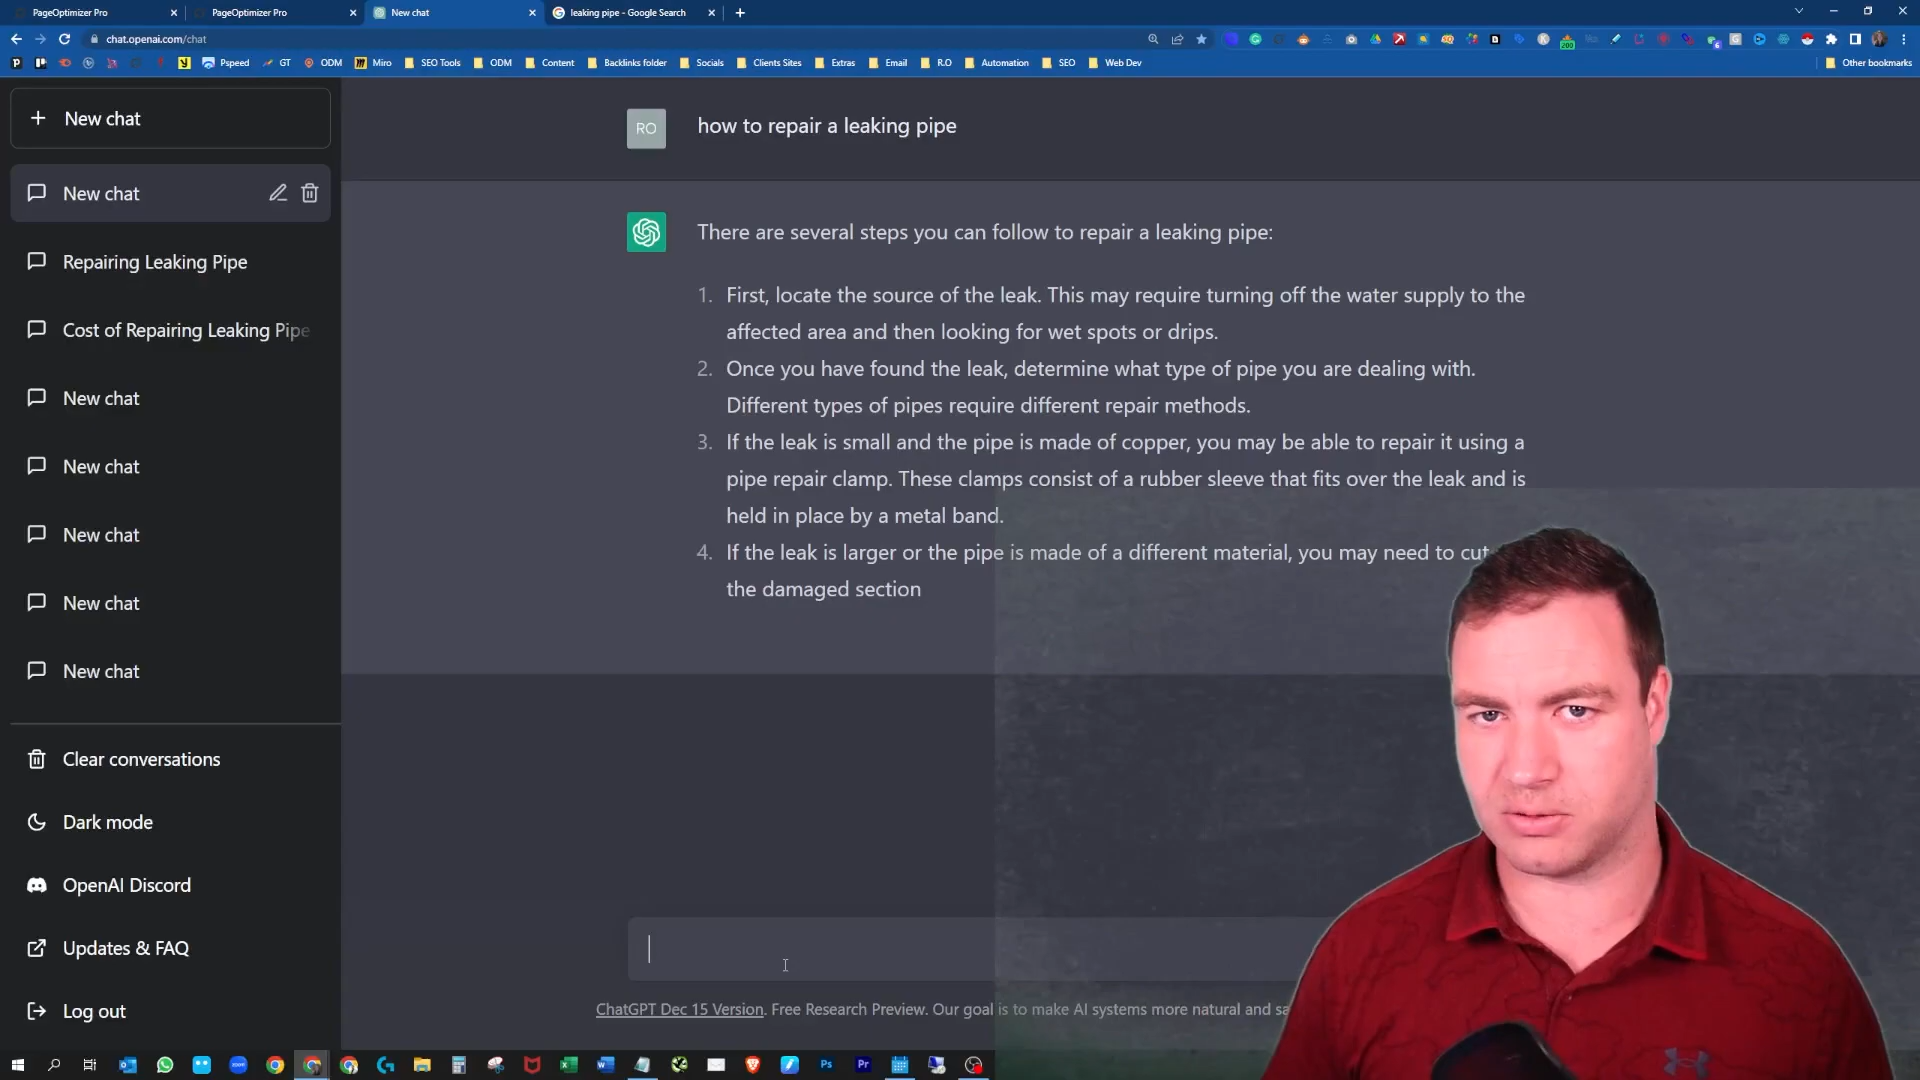 PageOptimizer Pro
PageOptimizer Pro
New chat
leaking pipe - Google Search
chat.openai.com/chat
Pspeed
GT
ODM
Miro
SEO Tools
ODM
Content
Backlinks folder
Socials
Clients Sites
Extras
Email
R.O
Automation
SEO
Web Dev
Other bookmarks
New chat
New chat
Repairing Leaking Pipe
Cost of Repairing Leaking Pipe
New chat
New chat
New chat
New chat
New chat
Clear conversations
Dark mode
OpenAI Discord
Updates & FAQ
Log out
RO
how to repair a leaking pipe
There are several steps you can follow to repair a leaking pipe:
1. First, locate the source of the leak. This may require turning off the water supply to the
affected area and then looking for wet spots or drips.
2. Once you have found the leak, determine what type of pipe you are dealing with.
Different types of pipes require different repair methods.
3. If the leak is small and the pipe is made of copper, you may be able to repair it using a
pipe repair clamp. These clamps consist of a rubber sleeve that fits over the leak and is
held in place by a metal band.
4. If the leak is larger or the pipe is made of a different material, you may need to cut
the damaged section
ChatGPT Dec 15 Version. Free Research Preview. Our goal is to make AI systems more natural and sa